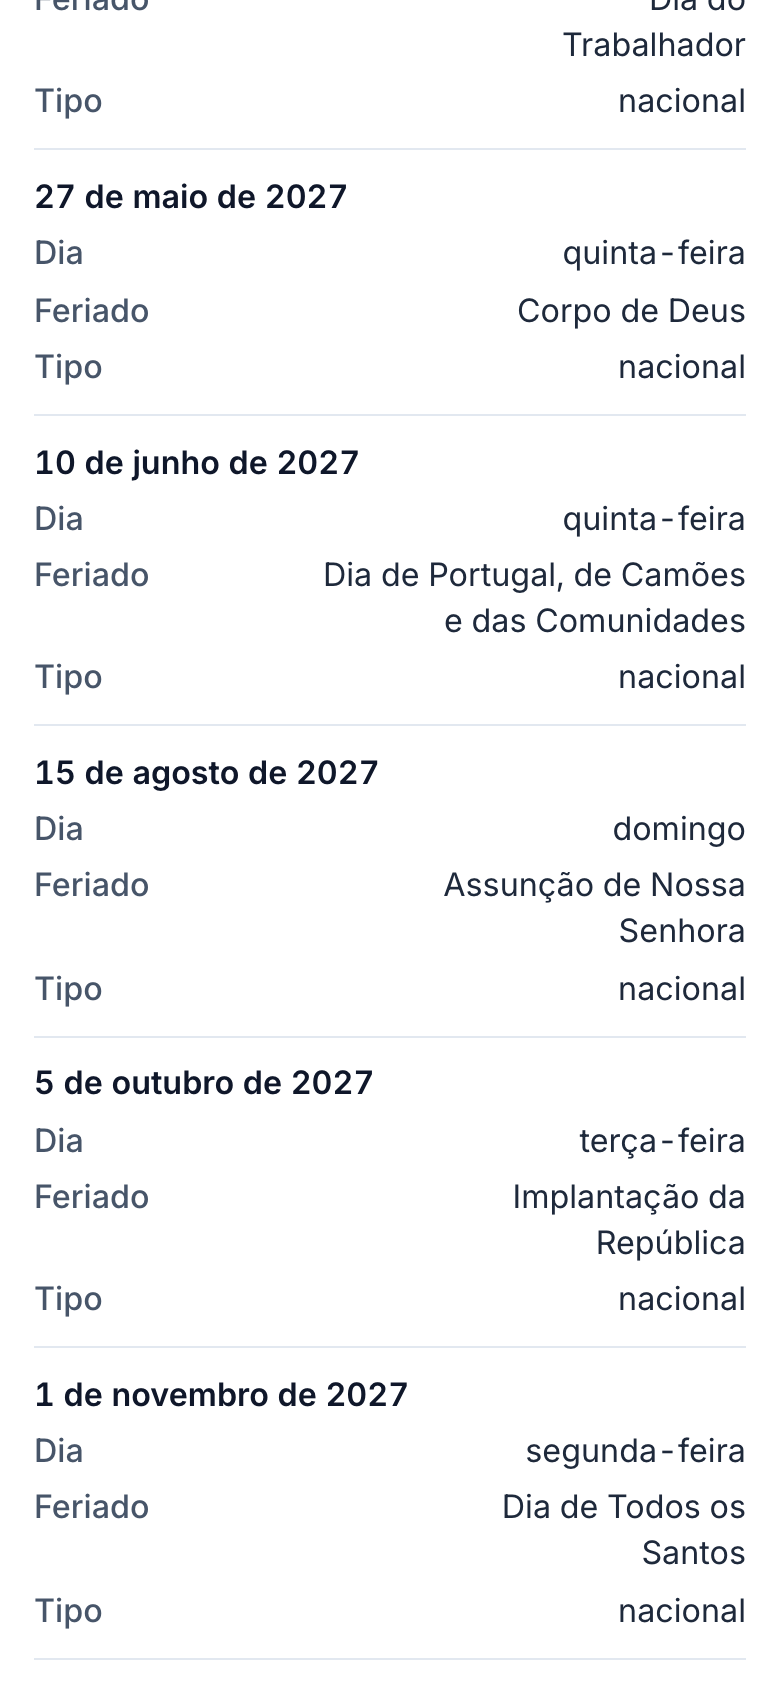 Feriado Dia do
Trabalhador
Tipo nacional
27 de maio de 2027
Dia quinta-feira
Feriado Corpo de Deus
Tipo nacional
10 de junho de 2027
Dia quinta-feira
Feriado Dia de Portugal, de Camões
e das Comunidades
Tipo nacional
15 de agosto de 2027
Dia domingo
Feriado Assunção de Nossa
Senhora
Tipo nacional
5 de outubro de 2027
Dia terça-feira
Feriado Implantação da
República
Tipo nacional
1 de novembro de 2027
Dia segunda-feira
Feriado Dia de Todos os
Santos
Tipo nacional